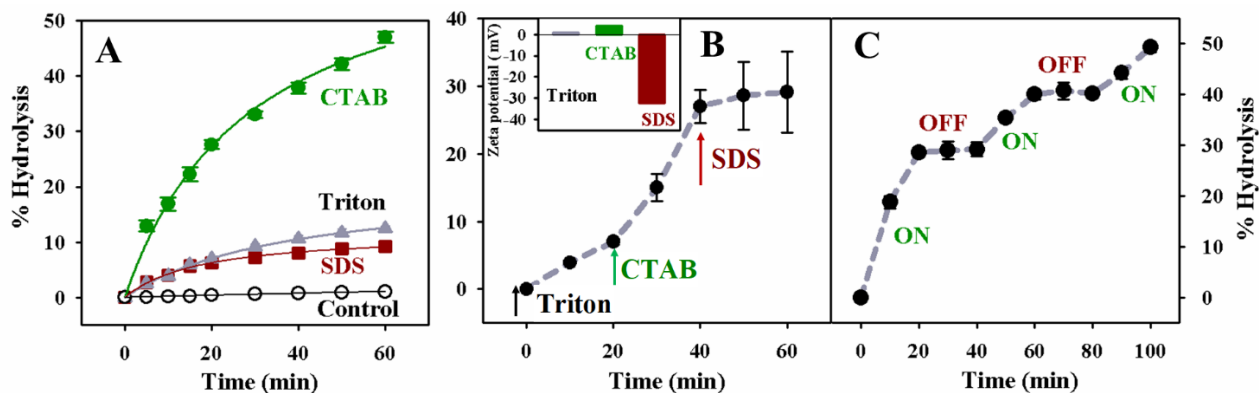 A
% Hydrolysis
50
40
30
20
10
0
CTAB
Triton
SDS
Control
0
20
40
60
Time (min)
B
40
30
20
10
0
Zeta potential (mV)
0
−10
−20
−30
−40
CTAB
Triton
SDS
SDS
CTAB
Triton
0
20
40
60
Time (min)
C
OFF
ON
OFF
ON
ON
50
40
30
20
10
0
% Hydrolysis
0
20
40
60
80
100
Time (min)